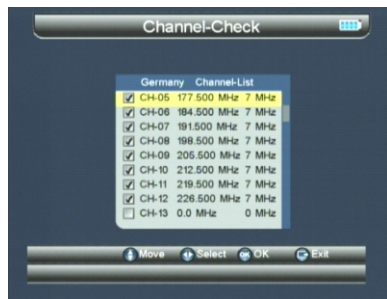 Channel-Check
Germany Channel-List
CH-05 177.500 MHz 7 MHz
CH-06 184.500 MHz 7 MHz
CH-07 191.500 MHz 7 MHz
CH-08 198.500 MHz 7 MHz
CH-09 205.500 MHz 7 MHz
CH-10 212.500 MHz 7 MHz
CH-11 219.500 MHz 7 MHz
CH-12 226.500 MHz 7 MHz
CH-13 0.0 MHz 0 MHz
Move Select OK OK Exit